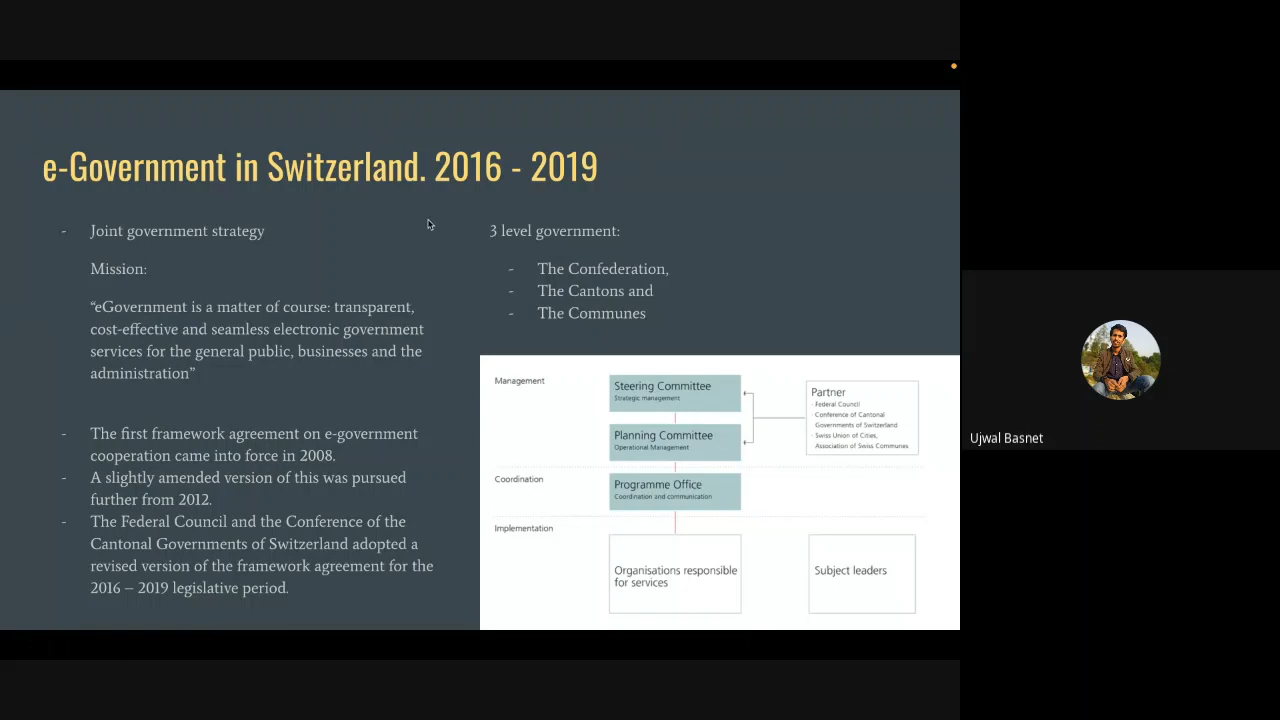 e-Government in Switzerland. 2016 - 2019
- Joint government strategy
Mission:
“eGovernment is a matter of course: transparent,
cost-effective and seamless electronic government
services for the general public, businesses and the
administration”
- The first framework agreement on e-government
cooperation came into force in 2008.
- A slightly amended version of this was pursued
further from 2012.
- The Federal Council and the Conference of the
Cantonal Governments of Switzerland adopted a
revised version of the framework agreement for the
2016 – 2019 legislative period.
3 level government:
- The Confederation,
- The Cantons and
- The Communes
Management
Steering Committee
Strategic management
Planning Committee
Operational Management
Partner
- Federal Council
- Conference of Cantonal
Governments of Switzerland
- Swiss Union of Cities,
Association of Swiss Communes
Coordination
Programme Office
Coordination and communication
Implementation
Organisations responsible
for services
Subject leaders
Ujwal Basnet